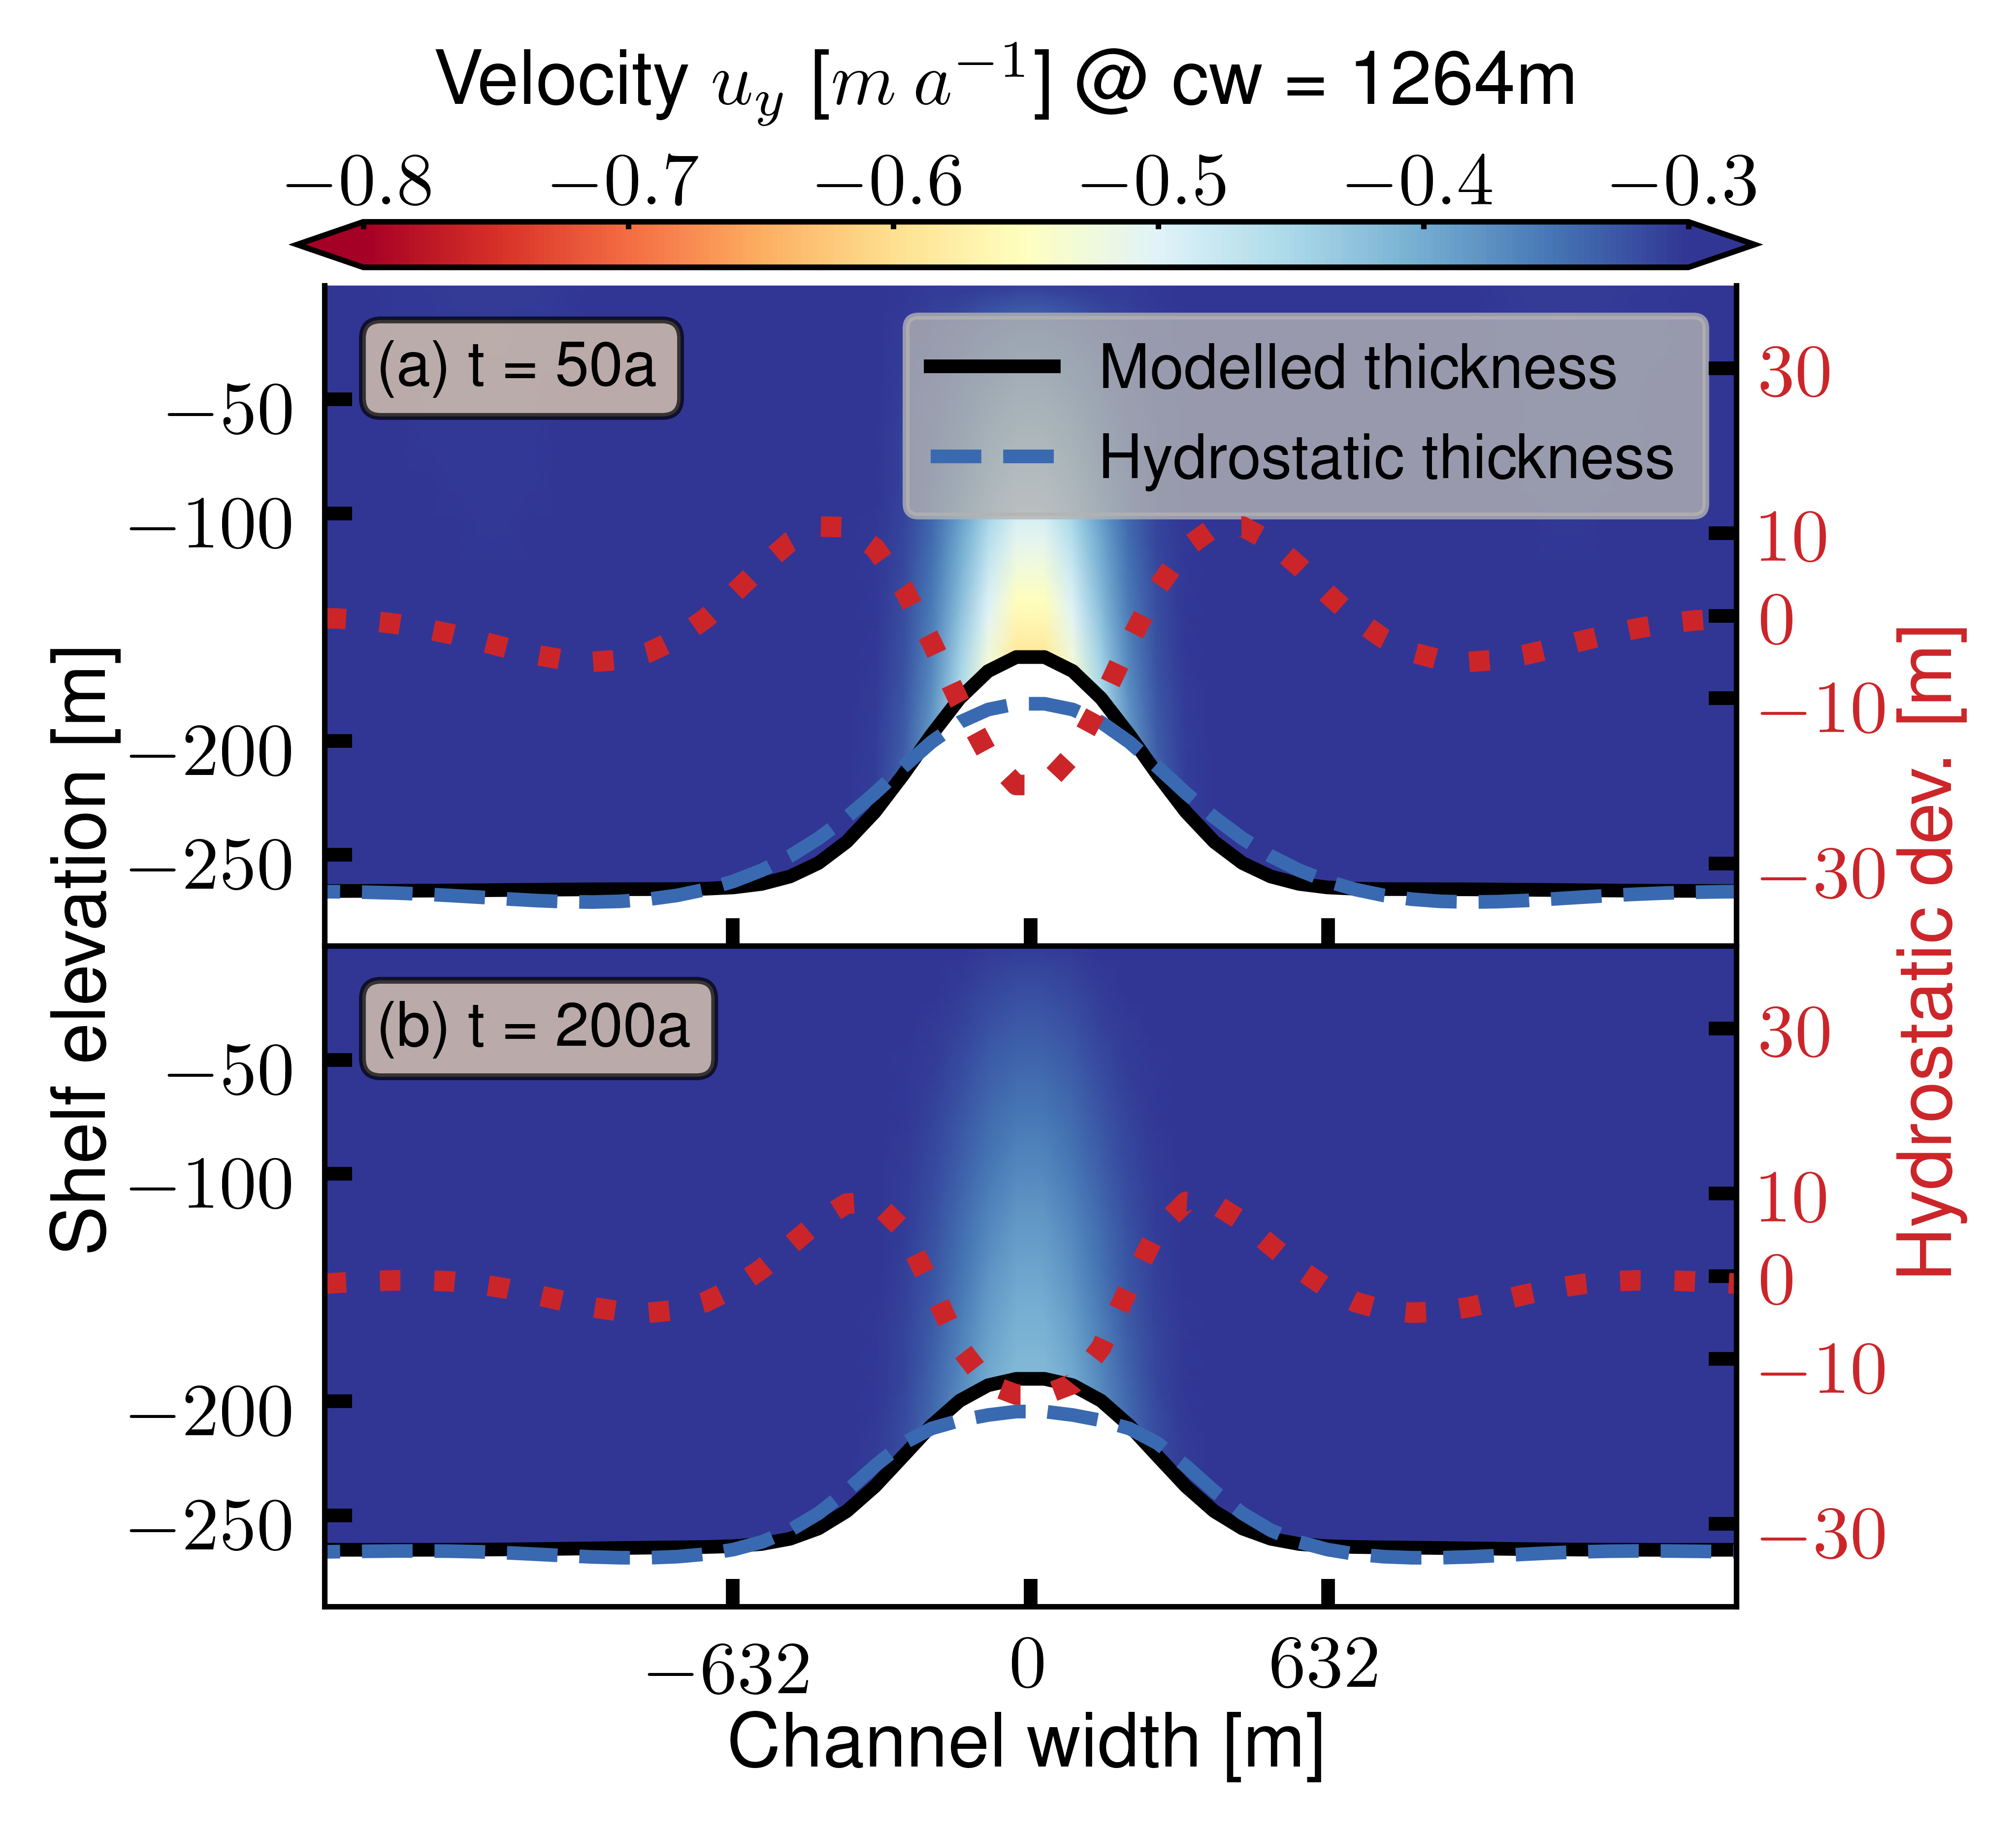 Velocity u_y [m a^{-1}] @ cw = 1264m
−0.8 −0.7 −0.6 −0.5 −0.4 −0.3
(a) t = 50a
Modelled thickness
Hydrostatic thickness
−50
−100
−200
−250
30
10
0
−10
−30
(b) t = 200a
−50
−100
−200
−250
30
10
0
−10
−30
Shelf elevation [m]
Hydrostatic dev. [m]
−632 0 632
Channel width [m]